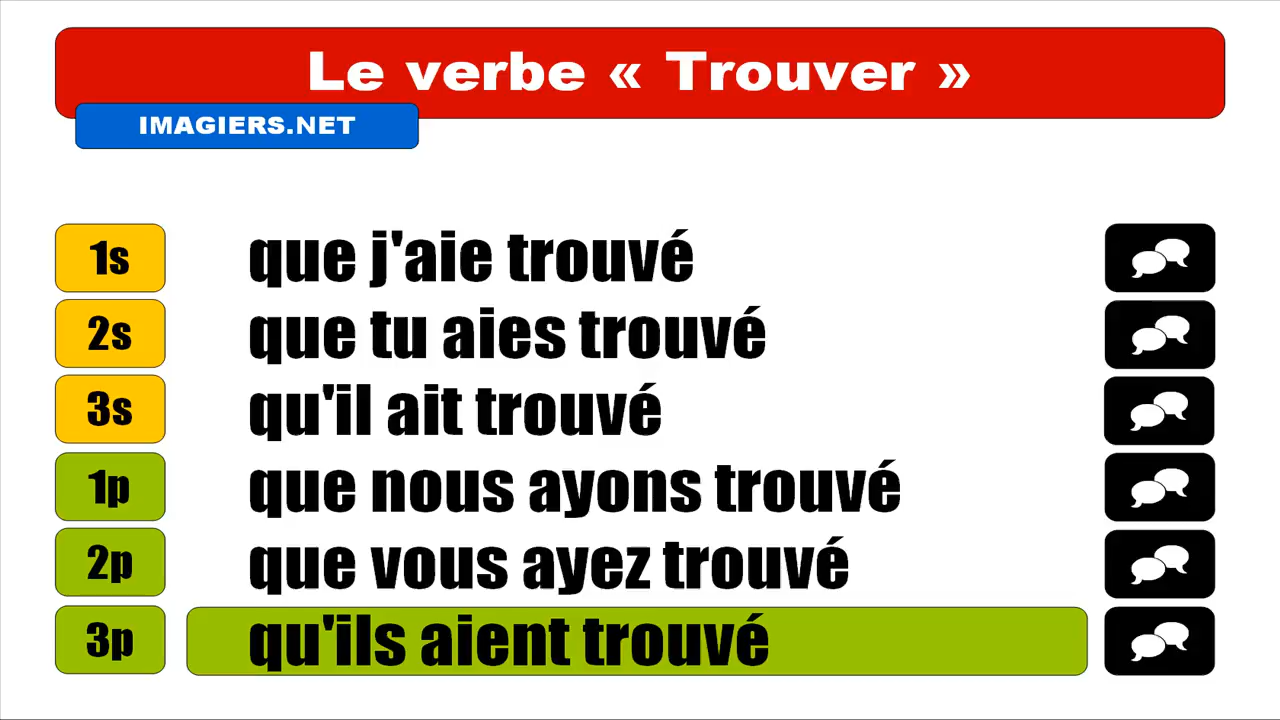 Le verbe « Trouver »
IMAGIERS.NET
1s que j'aie trouvé
2s que tu aies trouvé
3s qu'il ait trouvé
1p que nous ayons trouvé
2p que vous ayez trouvé
3p qu'ils aient trouvé